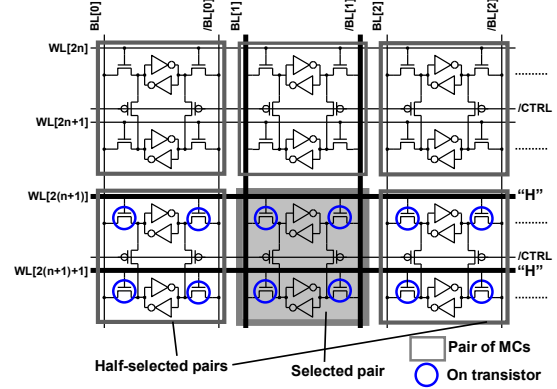 BL[0] /BL[0] BL[1] /BL[1] BL[2] /BL[2]
WL[2n]
/CTRL
WL[2n+1]
WL[2(n+1)] "H"
/CTRL
WL[2(n+1)+1] "H"
Half-selected pairs
Selected pair
Pair of MCs
On transistor